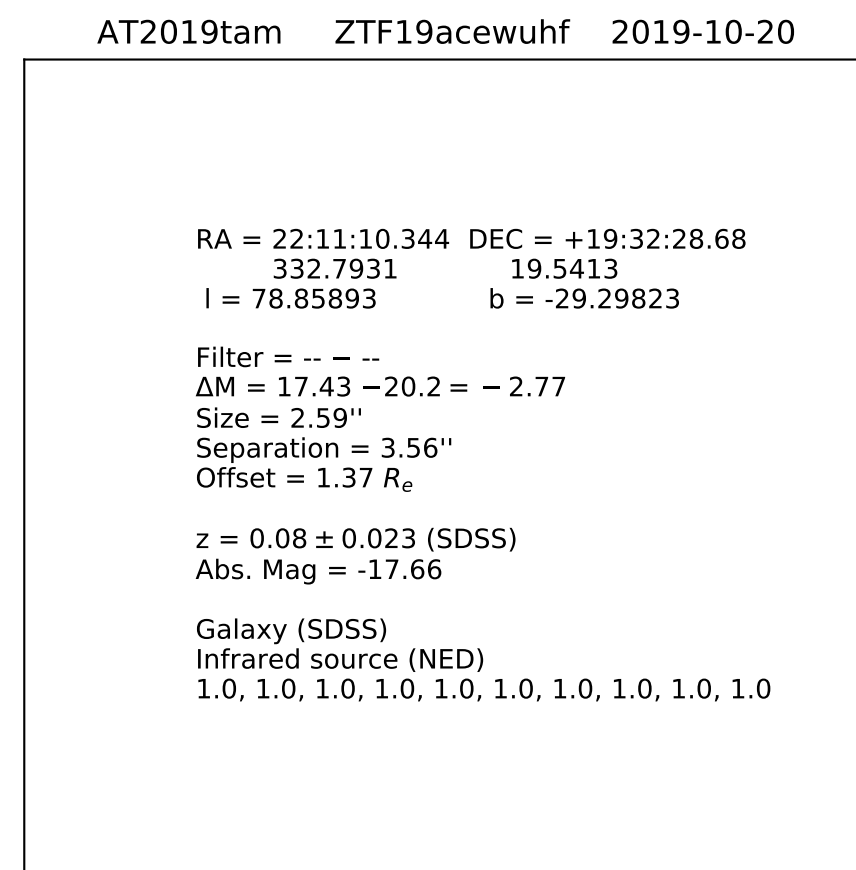 AT2019tam ZTF19acewuhf 2019-10-20
RA = 22:11:10.344 DEC = +19:32:28.68
332.7931 19.5413
l = 78.85893 b = -29.29823
Filter = -- − --
ΔM = 17.43 −20.2 = − 2.77
Size = 2.59''
Separation = 3.56''
Offset = 1.37 Rₑ
z = 0.08 ± 0.023 (SDSS)
Abs. Mag = -17.66
Galaxy (SDSS)
Infrared source (NED)
1.0, 1.0, 1.0, 1.0, 1.0, 1.0, 1.0, 1.0, 1.0, 1.0